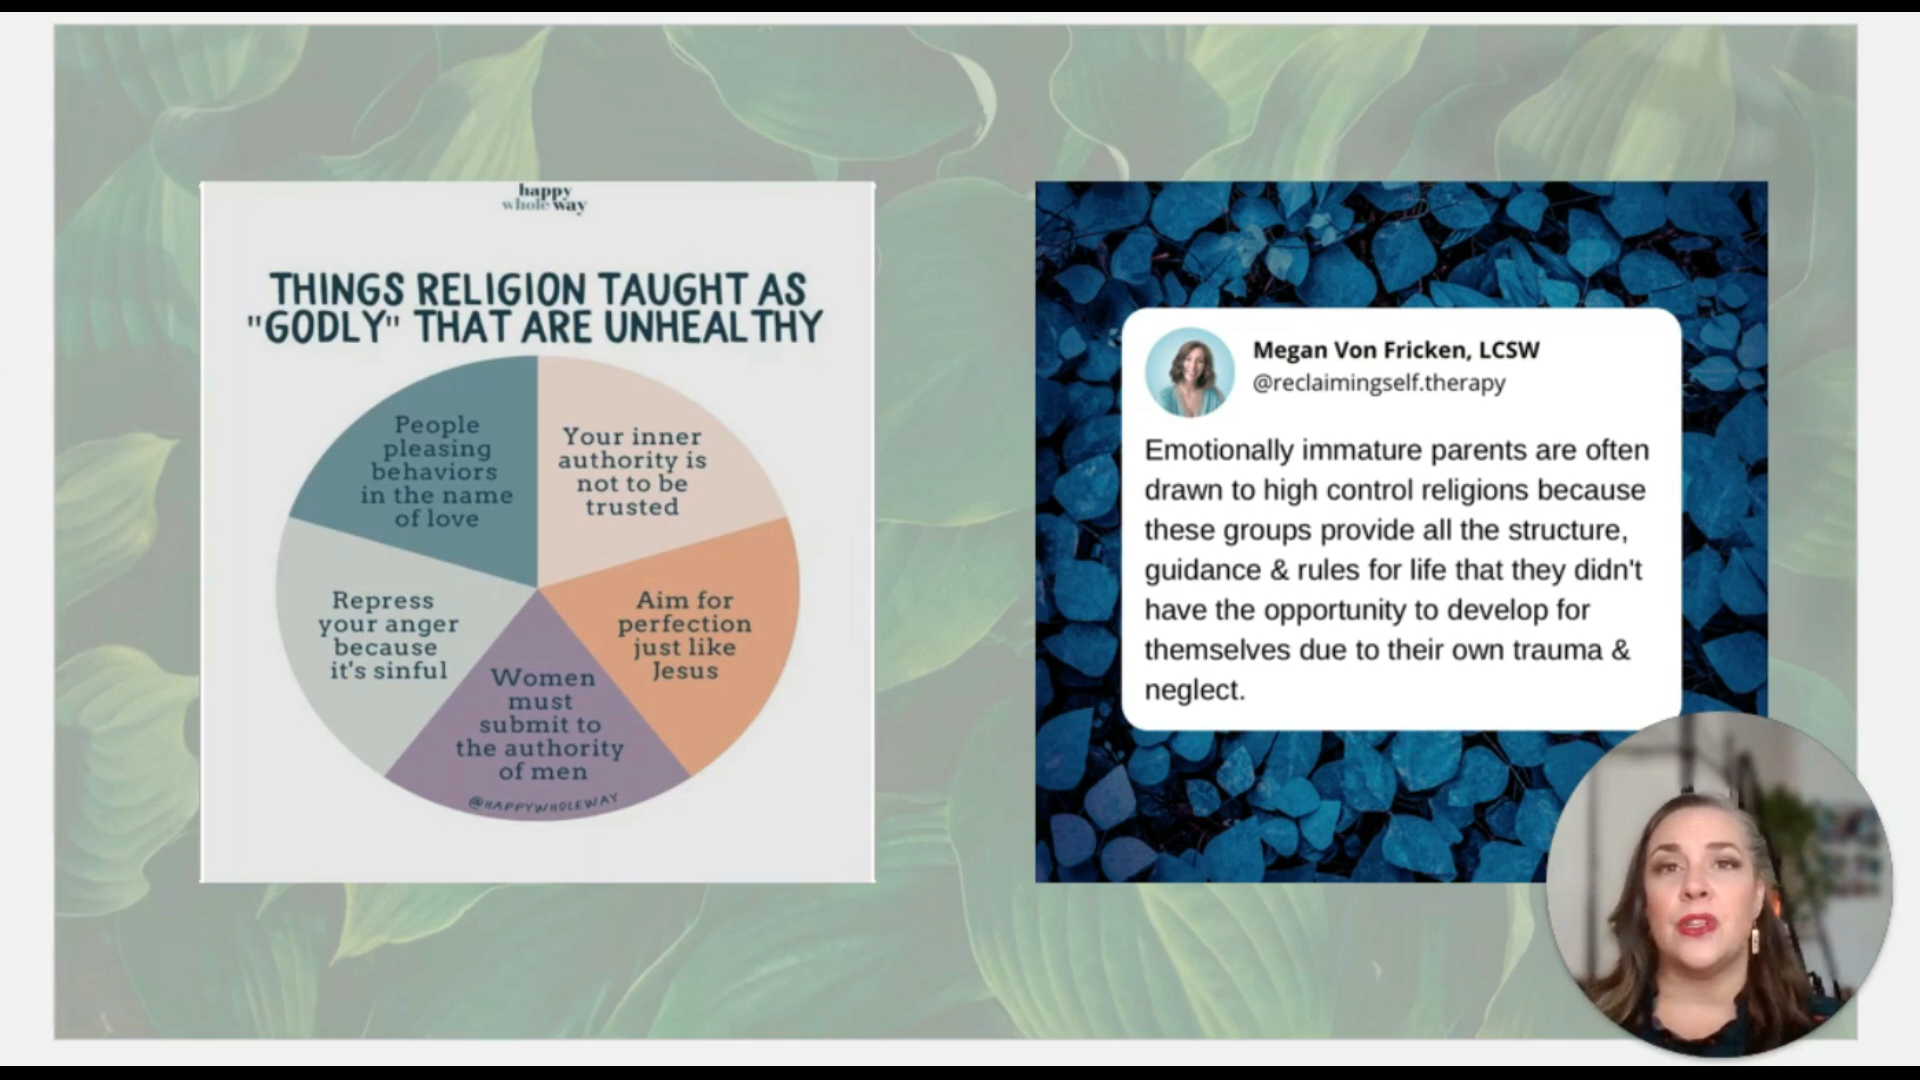 happy
whole way
THINGS RELIGION TAUGHT AS
"GODLY" THAT ARE UNHEALTHY
People
pleasing
behaviors
in the name
of love
Your inner
authority is
not to be
trusted
Repress
your anger
because
it's sinful
Aim for
perfection
just like
Jesus
Women
must
submit to
the authority
of men
@HAPPYWHOLEWAY
Megan Von Fricken, LCSW
@reclaimingself.therapy
Emotionally immature parents are often
drawn to high control religions because
these groups provide all the structure,
guidance & rules for life that they didn't
have the opportunity to develop for
themselves due to their own trauma &
neglect.